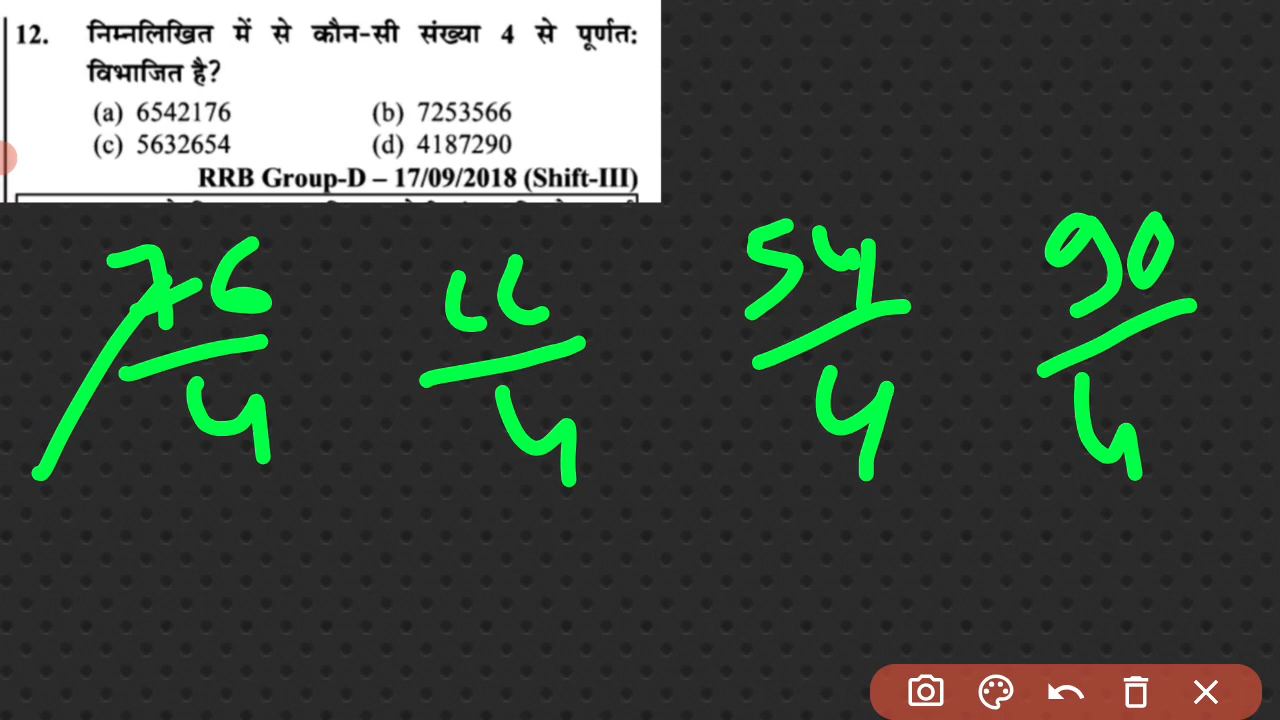 12. निम्नलिखित में से कौन-सी संख्या 4 से पूर्णत:
विभाजित है?
(a) 6542176 (b) 7253566
(c) 5632654 (d) 4187290
RRB Group-D – 17/09/2018 (Shift-III)
76 66 54 90
4 4 4 4